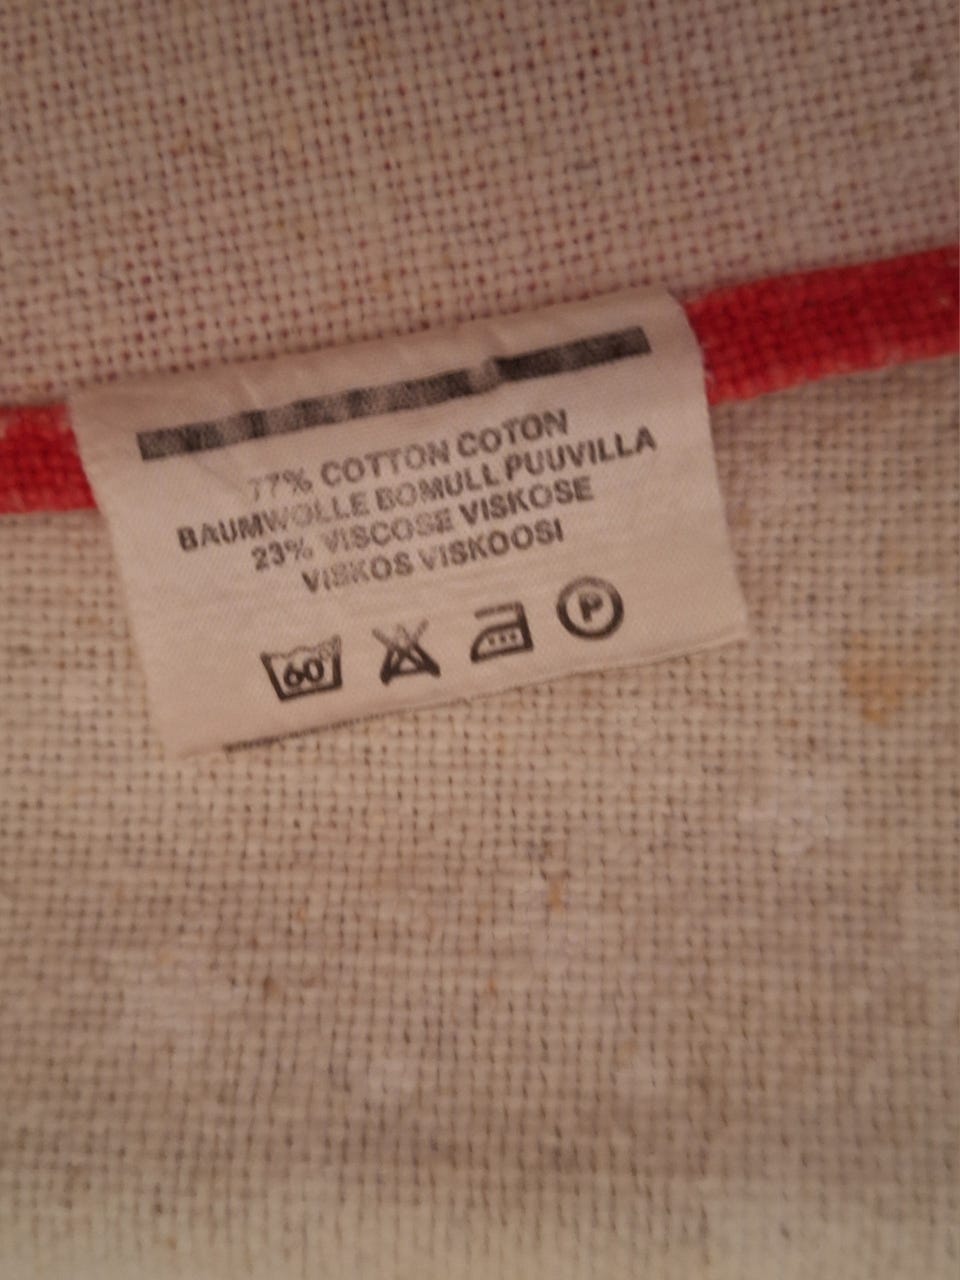 77% COTTON COTON
BAUMWOLLE BOMULL PUUVILLA
23% VISCOSE VISKOSE
VISKOS VISKOOSI
60° P